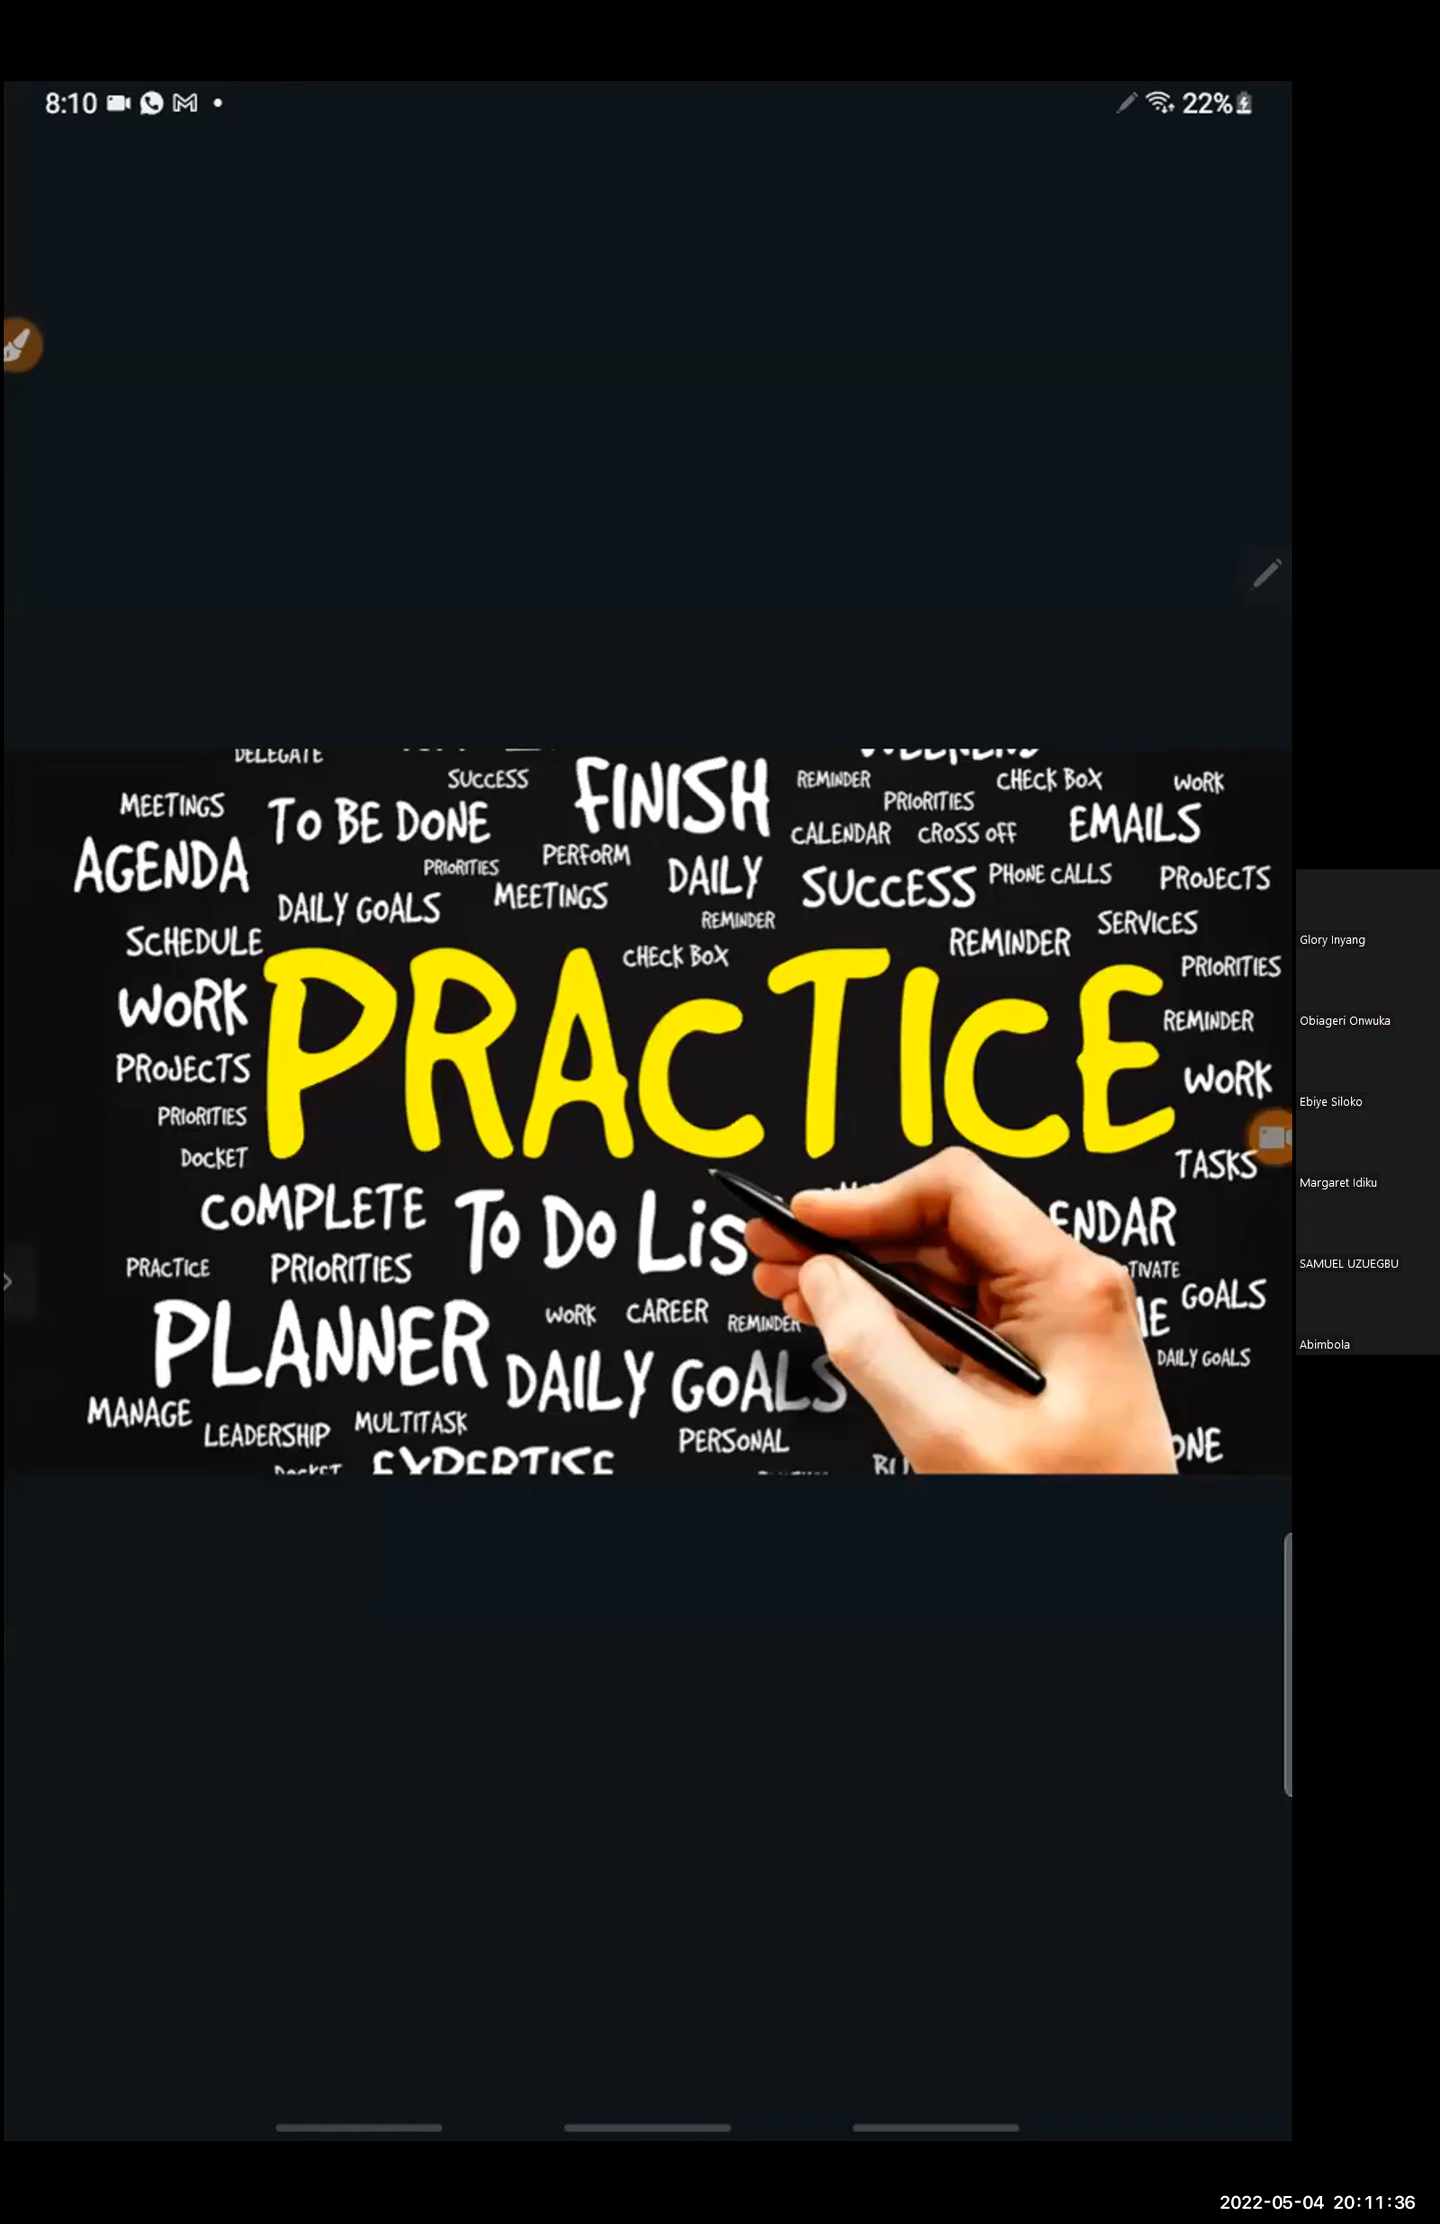 8:10
22%
DELEGATE
SUCCESS
FINISH
REMINDER
CHECK BOX
WORK
MEETINGS
TO BE DONE
PRIORITIES
EMAILS
CALENDAR
CROSS OFF
AGENDA
PRIORITIES
PERFORM
DAILY
SUCCESS
PHONE CALLS
PROJECTS
DAILY GOALS
MEETINGS
REMINDER
SERVICES
SCHEDULE
CHECK BOX
REMINDER
PRIORITIES
Glory Inyang
WORK
PRACTICE
REMINDER
Obiageri Onwuka
PROJECTS
WORK
Ebiye Siloko
PRIORITIES
DOCKET
TASKS
Margaret Idiku
COMPLETE
TO DO LIS
ENDAR
PRACTICE
PRIORITIES
TIVATE
GOALS
SAMUEL UZUEGBU
PLANNER
WORK
CAREER
REMINDER
DAILY GOALS
DAILY GOALS
Abimbola
MANAGE
LEADERSHIP
MULTITASK
PERSONAL
ONE
DOCKET
EXPERTISE
2022-05-04 20:11:36